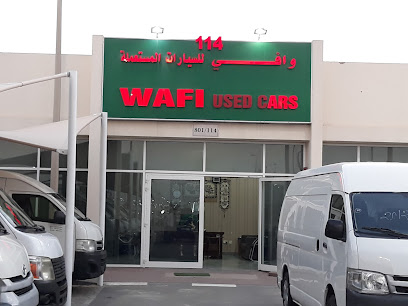 114
وافي للسيارات المستعملة
WAFI USED CARS
801/114